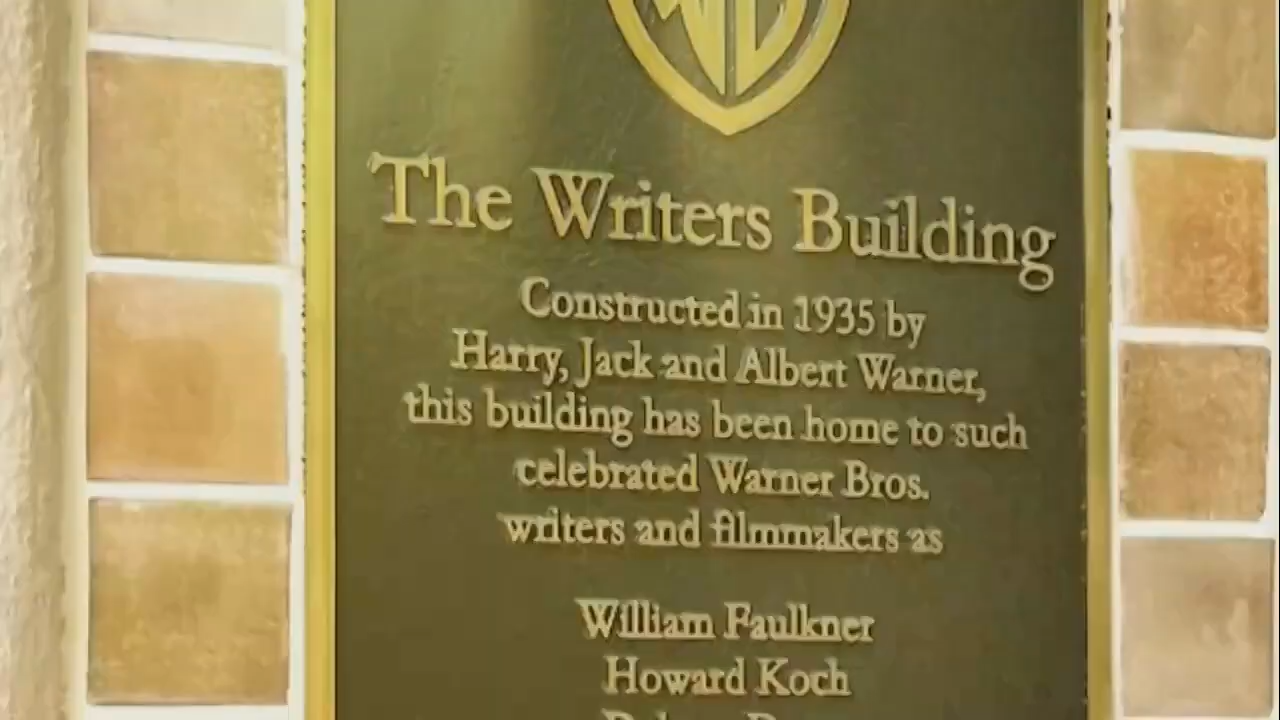 WB
The Writers Building
Constructed in 1935 by
Harry, Jack and Albert Warner,
this building has been home to such
celebrated Warner Bros.
writers and filmmakers as
William Faulkner
Howard Koch